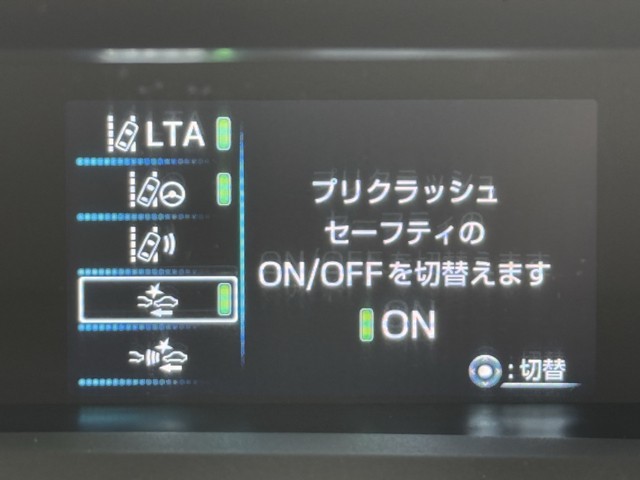 LTA
プリクラッシュ
セーフティの
ON/OFFを切替えます
ON
:切替